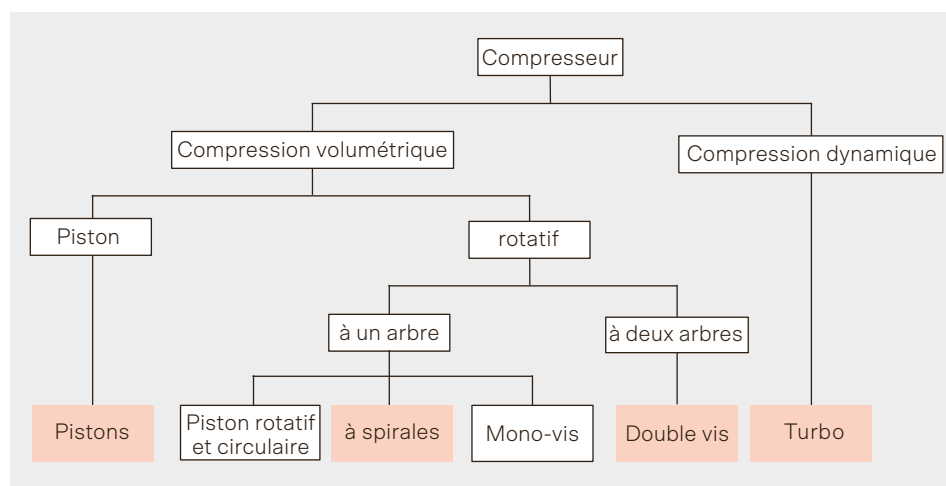 Compresseur
Compression volumétrique
Compression dynamique
Piston
rotatif
à un arbre
à deux arbres
Pistons
Piston rotatif
et circulaire
à spirales
Mono-vis
Double vis
Turbo